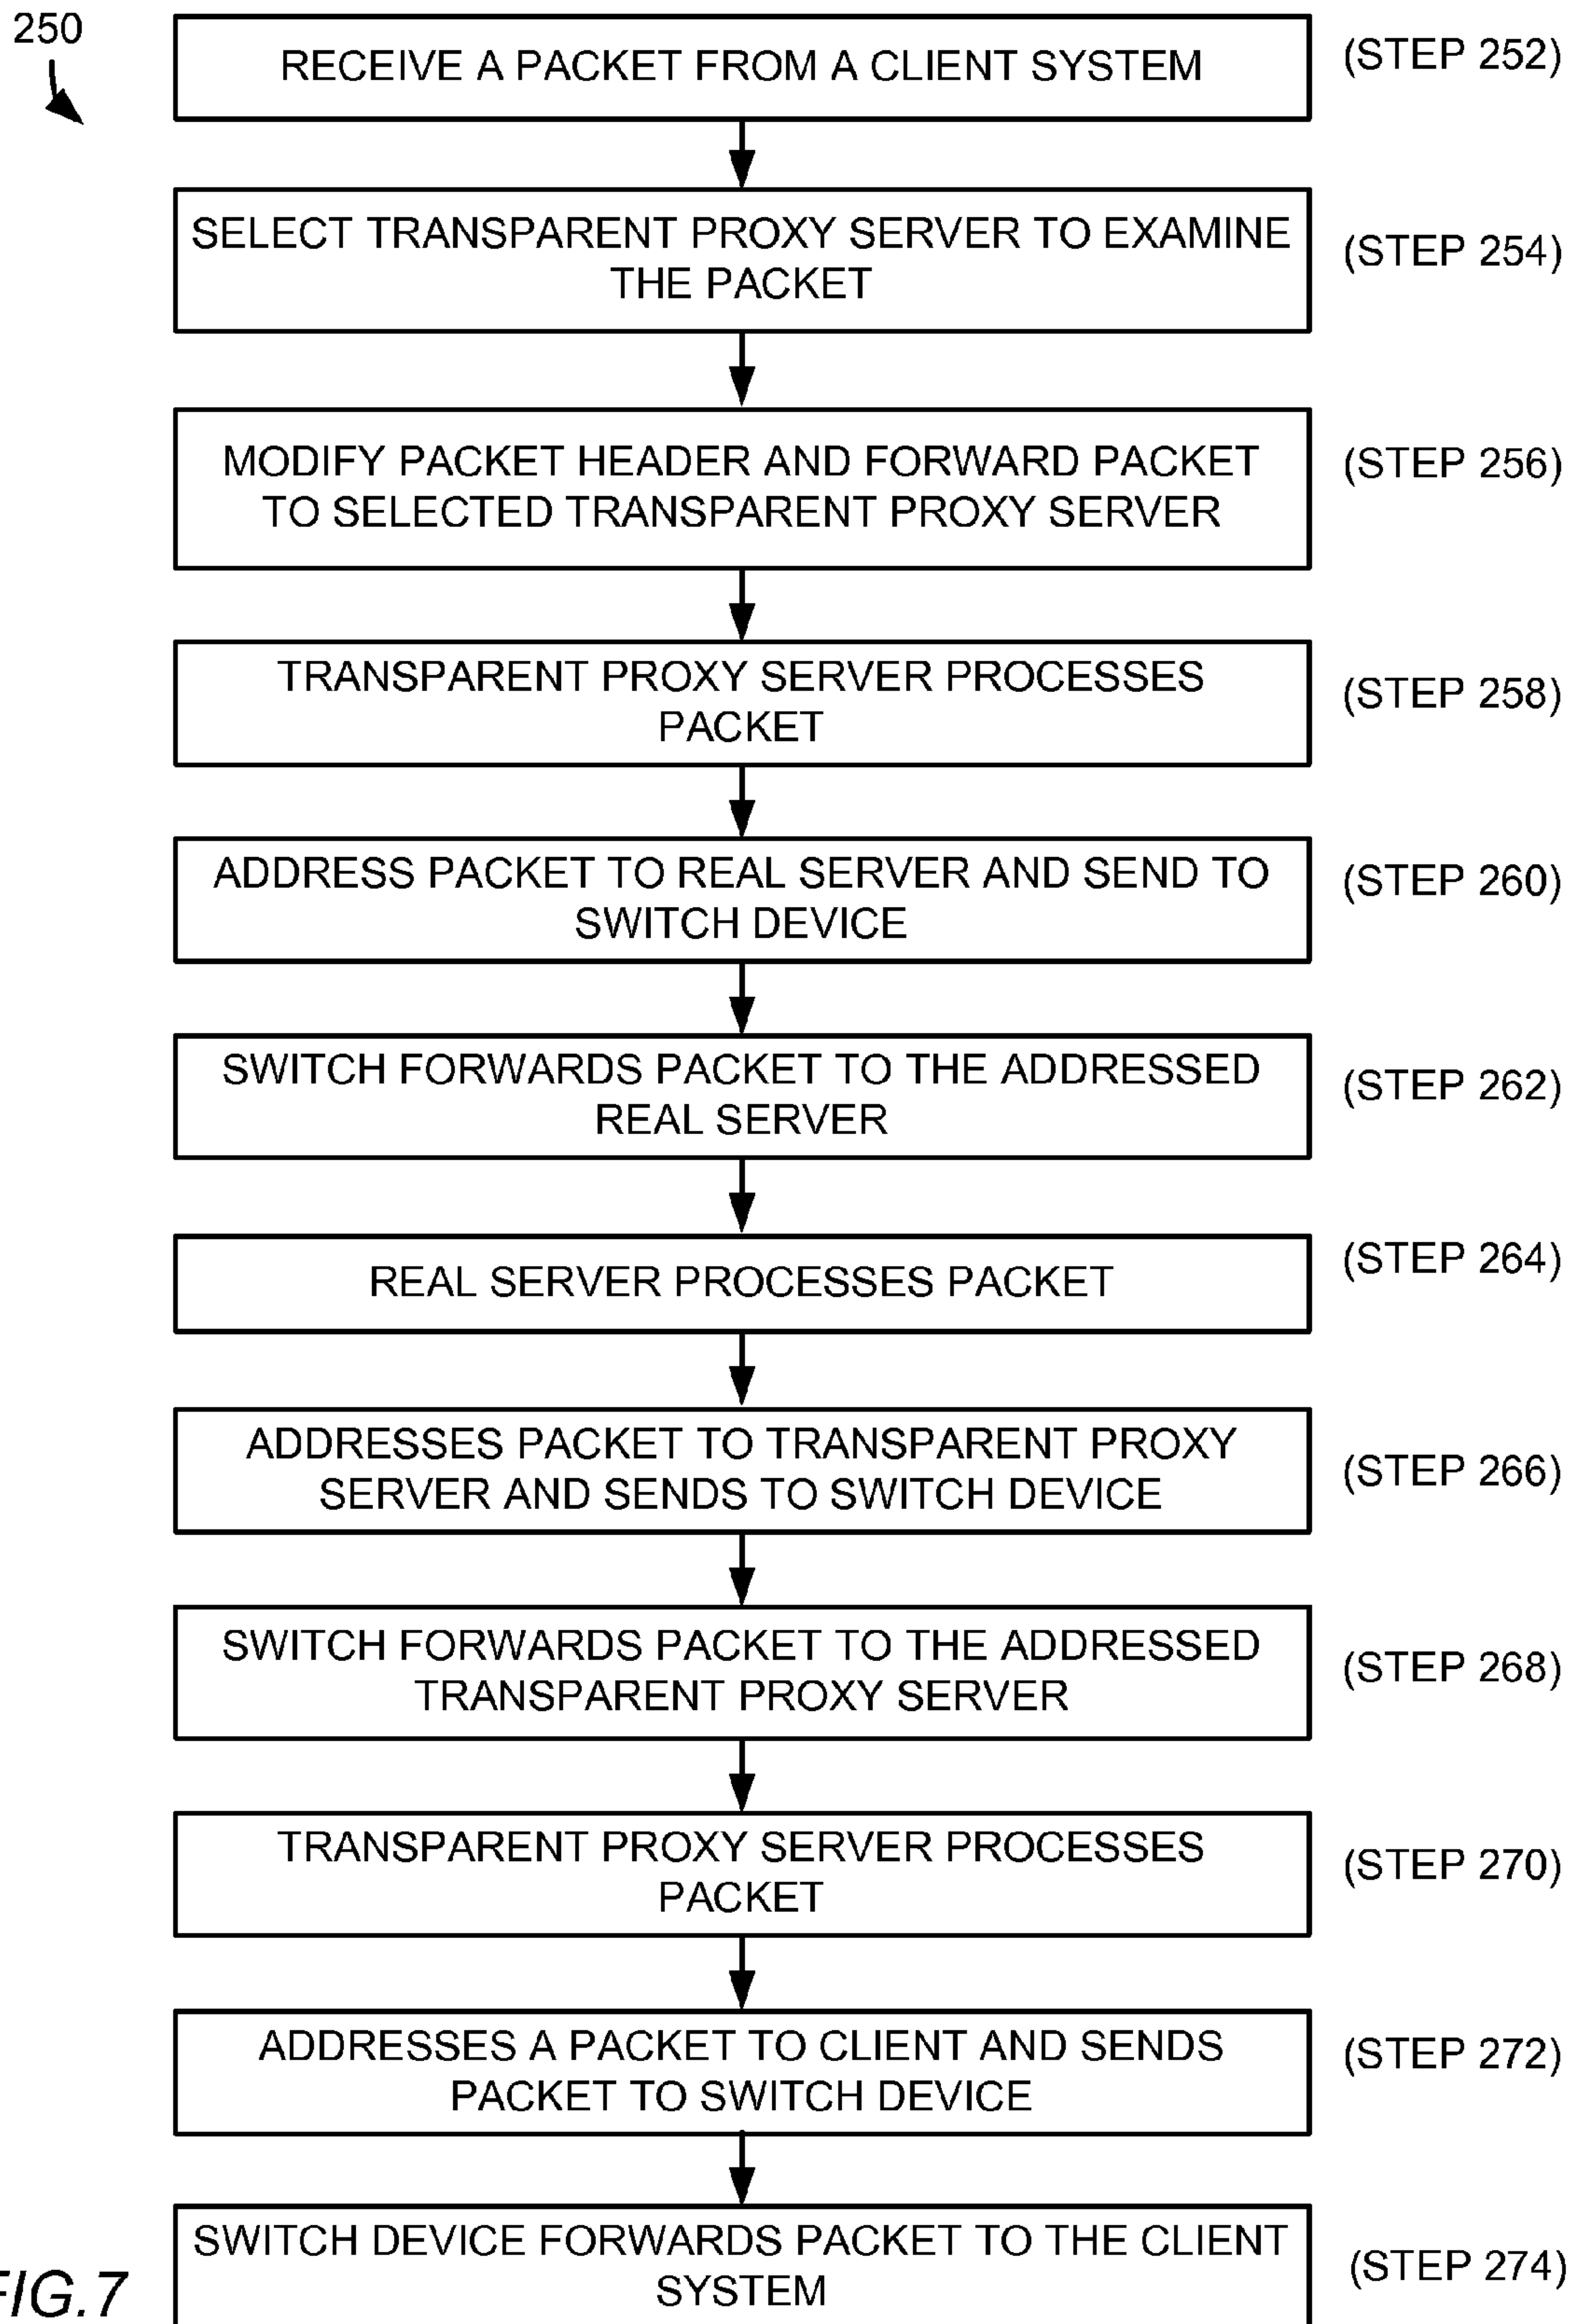 250
RECEIVE A PACKET FROM A CLIENT SYSTEM
(STEP 252)
SELECT TRANSPARENT PROXY SERVER TO EXAMINE
THE PACKET
(STEP 254)
MODIFY PACKET HEADER AND FORWARD PACKET
TO SELECTED TRANSPARENT PROXY SERVER
(STEP 256)
TRANSPARENT PROXY SERVER PROCESSES
PACKET
(STEP 258)
ADDRESS PACKET TO REAL SERVER AND SEND TO
SWITCH DEVICE
(STEP 260)
SWITCH FORWARDS PACKET TO THE ADDRESSED
REAL SERVER
(STEP 262)
REAL SERVER PROCESSES PACKET
(STEP 264)
ADDRESSES PACKET TO TRANSPARENT PROXY
SERVER AND SENDS TO SWITCH DEVICE
(STEP 266)
SWITCH FORWARDS PACKET TO THE ADDRESSED
TRANSPARENT PROXY SERVER
(STEP 268)
TRANSPARENT PROXY SERVER PROCESSES
PACKET
(STEP 270)
ADDRESSES A PACKET TO CLIENT AND SENDS
PACKET TO SWITCH DEVICE
(STEP 272)
SWITCH DEVICE FORWARDS PACKET TO THE CLIENT
SYSTEM
(STEP 274)
FIG.7